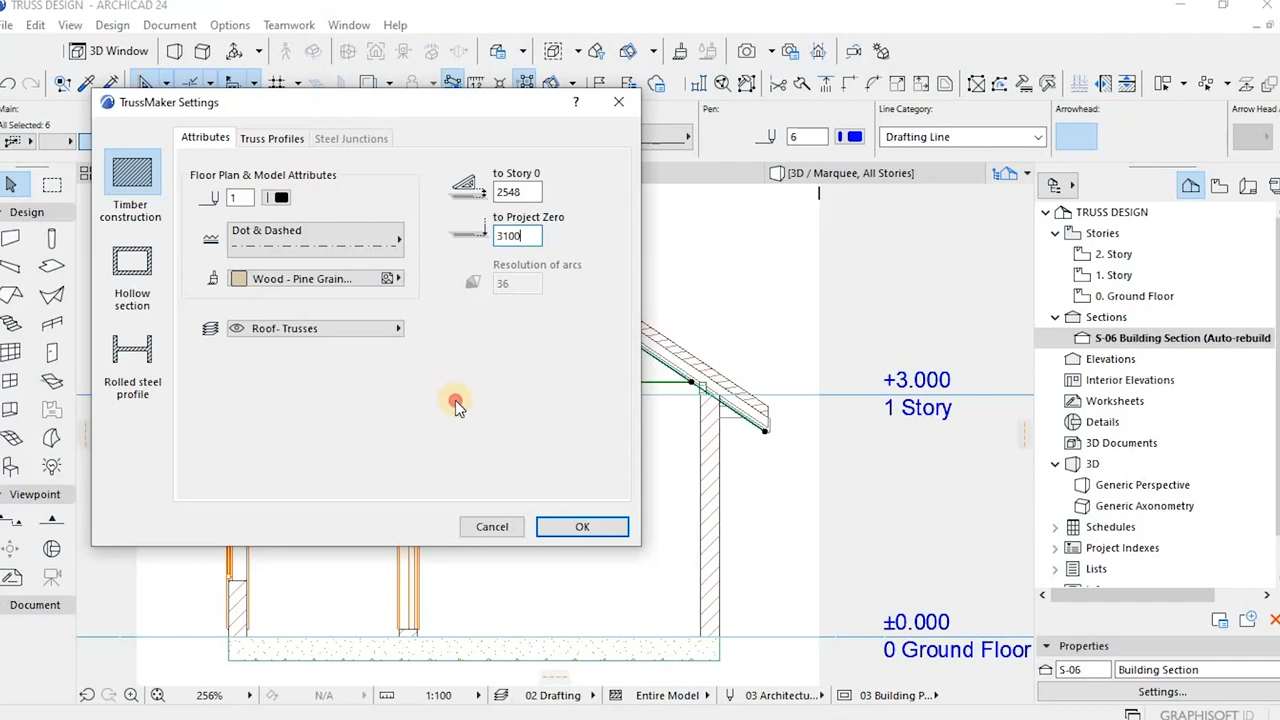 TRUSS DESIGN - ARCHICAD 24
File Edit View Design Document Options Teamwork Window Help
3D Window
Main:
All Selected: 6
TrussMaker Settings
?
Attributes
Truss Profiles
Steel Junctions
Timber construction
Hollow section
Rolled steel profile
Floor Plan & Model Attributes
1
Dot & Dashed
Wood - Pine Grain...
Roof- Trusses
to Story 0
2548
to Project Zero
3100
Resolution of arcs
36
Cancel
OK
Pen:
6
Line Category:
Drafting Line
Arrowhead:
Arrow Head
[3D / Marquee, All Stories]
Design
Viewpoint
Document
+3.000
1 Story
±0.000
0 Ground Floor
TRUSS DESIGN
Stories
2. Story
1. Story
0. Ground Floor
Sections
S-06 Building Section (Auto-rebuild
Elevations
Interior Elevations
Worksheets
Details
3D Documents
3D
Generic Perspective
Generic Axonometry
Schedules
Project Indexes
Lists
Properties
S-06
Building Section
Settings...
256%
N/A
1:100
02 Drafting
Entire Model
03 Architectu...
03 Building P...
GRAPHISOFT ID